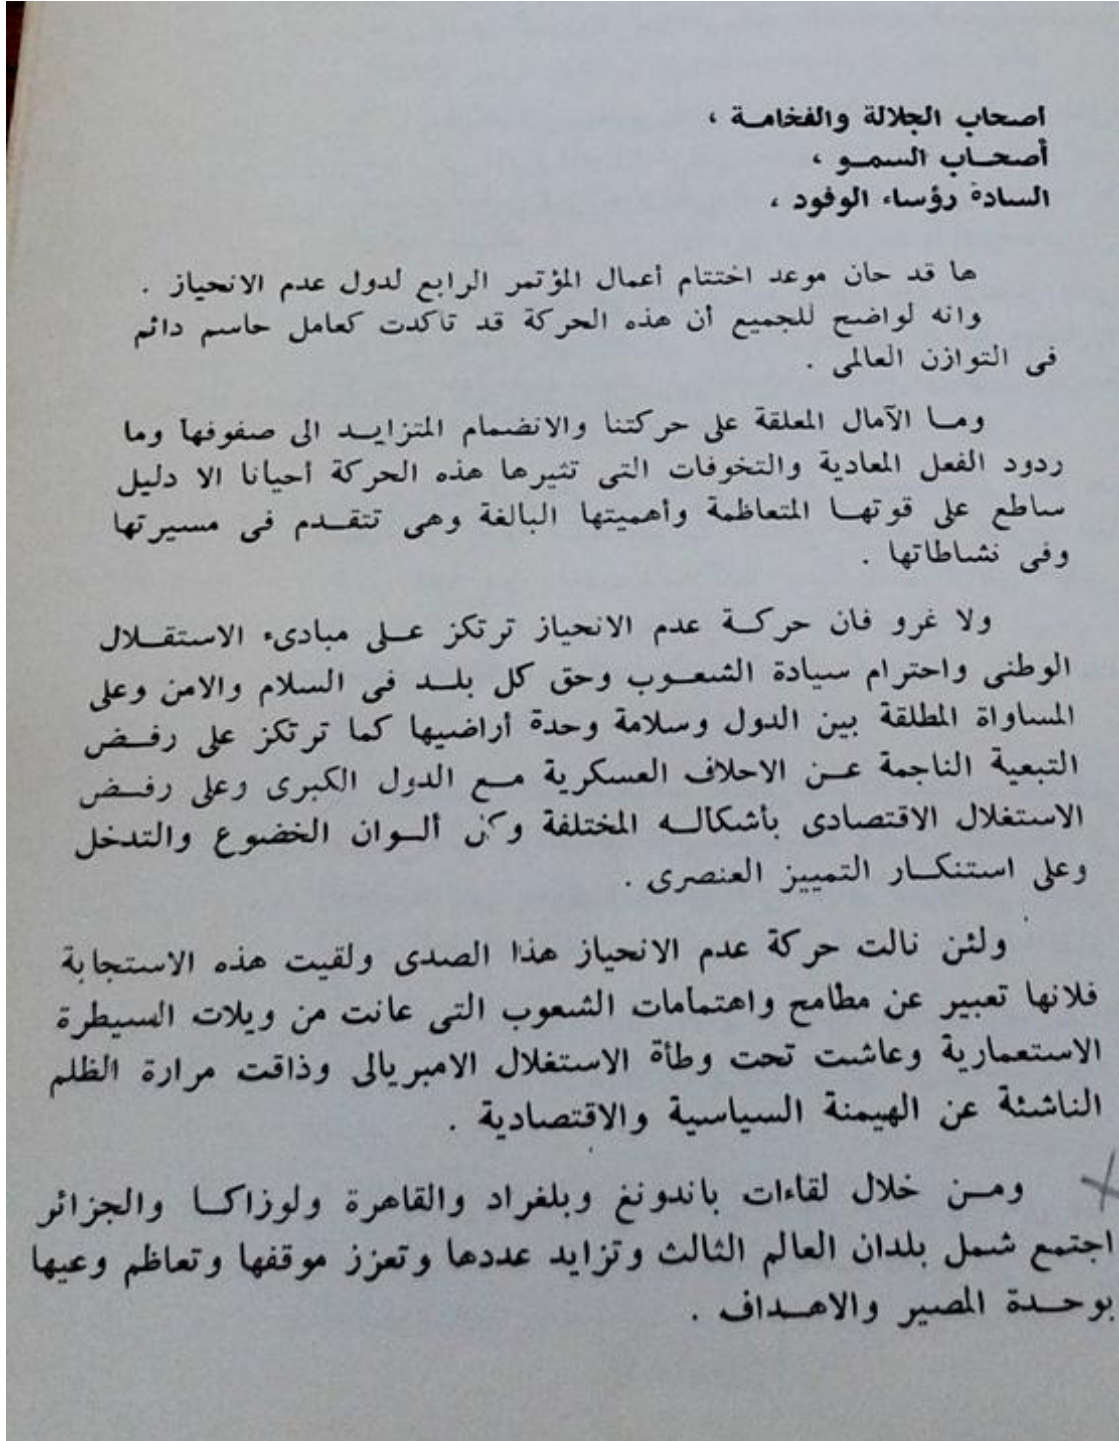 اصحاب الجلالة والفخامة ،
أصحاب السمو ،
السادة رؤساء الوفود ،
ها قد حان موعد اختتام أعمال المؤتمر الرابع لدول عدم الانحياز .
وانه لواضح للجميع أن هذه الحركة قد تأكدت كعامل حاسم دائم
فى التوازن العالمى .
وما الآمال المعلقة على حركتنا والانضمام المتزايد الى صفوفها وما
ردود الفعل المعادية والتخوفات التى تثيرها هذه الحركة أحيانا الا دليل
ساطع على قوتها المتعاظمة وأهميتها البالغة وهى تتقدم فى مسيرتها
وفى نشاطاتها .
ولا غرو فان حركة عدم الانحياز ترتكز على مبادىء الاستقلال
الوطنى واحترام سيادة الشعوب وحق كل بلد فى السلام والامن وعلى
المساواة المطلقة بين الدول وسلامة وحدة أراضيها كما ترتكز على رفض
التبعية الناجمة عن الاحلاف العسكرية مع الدول الكبرى وعلى رفض
الاستغلال الاقتصادى بأشكاله المختلفة وكل ألوان الخضوع والتدخل
وعلى استنكار التمييز العنصرى .
ولئن نالت حركة عدم الانحياز هذا الصدى ولقيت هذه الاستجابة
فلانها تعبير عن مطامح واهتمامات الشعوب التى عانت من ويلات السيطرة
الاستعمارية وعاشت تحت وطأة الاستغلال الامبريالى وذاقت مرارة الظلم
الناشئة عن الهيمنة السياسية والاقتصادية .
ومن خلال لقاءات باندونغ وبلغراد والقاهرة ولوزاكا والجزائر
اجتمع شمل بلدان العالم الثالث وتزايد عددها وتعزز موقفها وتعاظم وعيها
بوحدة المصير والاهداف .